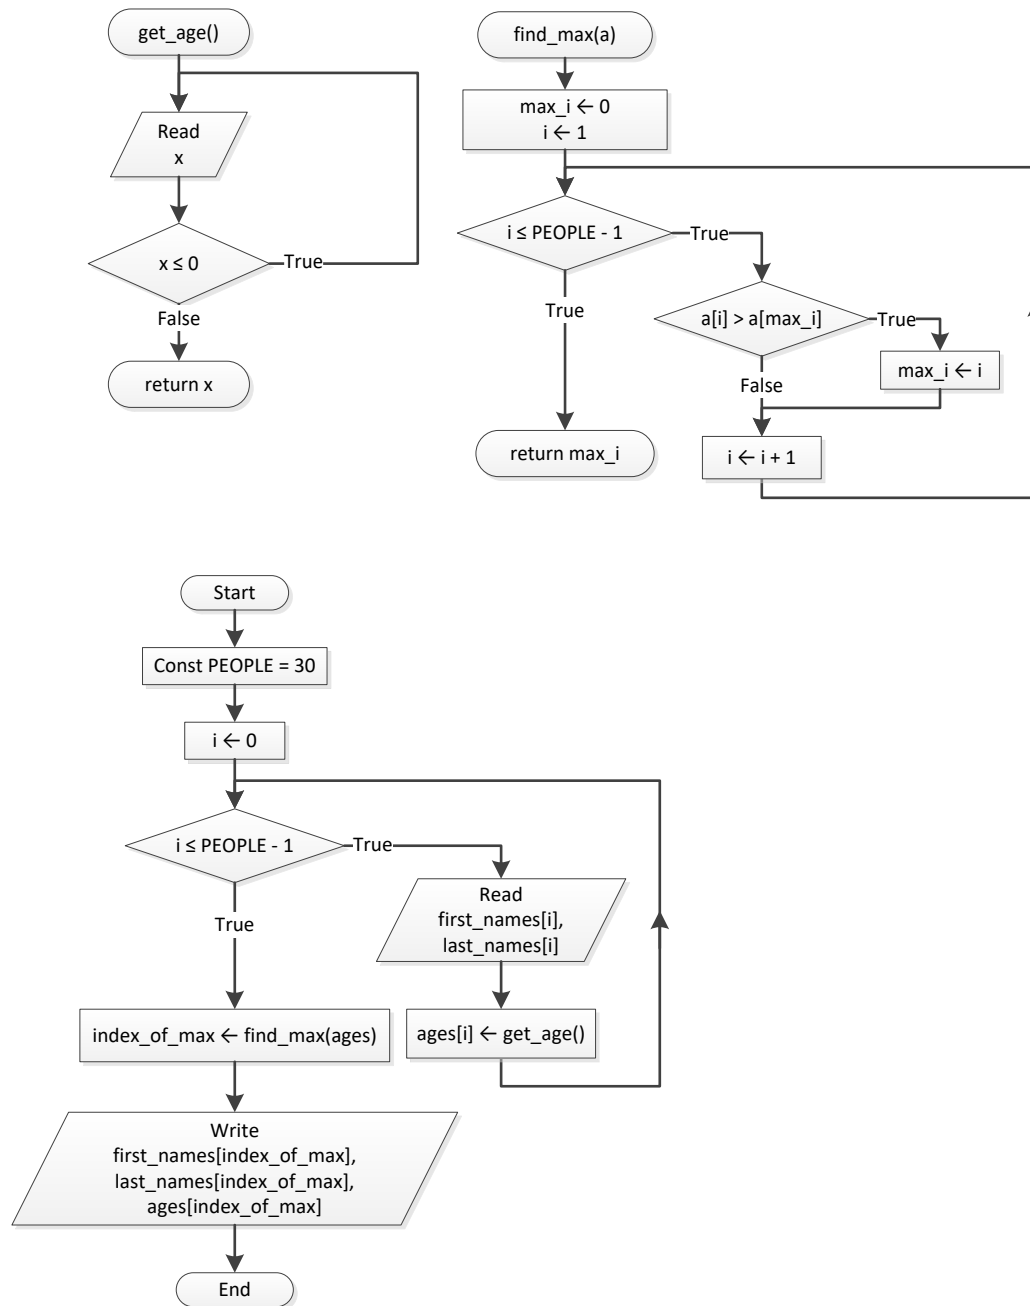 get_age()
Read
x
x ≤ 0
True
False
return x
find_max(a)
max_i ← 0
i ← 1
i ≤ PEOPLE - 1
True
True
a[i] > a[max_i]
True
max_i ← i
False
i ← i + 1
return max_i
Start
Const PEOPLE = 30
i ← 0
i ≤ PEOPLE - 1
True
Read
first_names[i],
last_names[i]
True
ages[i] ← get_age()
index_of_max ← find_max(ages)
Write
first_names[index_of_max],
last_names[index_of_max],
ages[index_of_max]
End